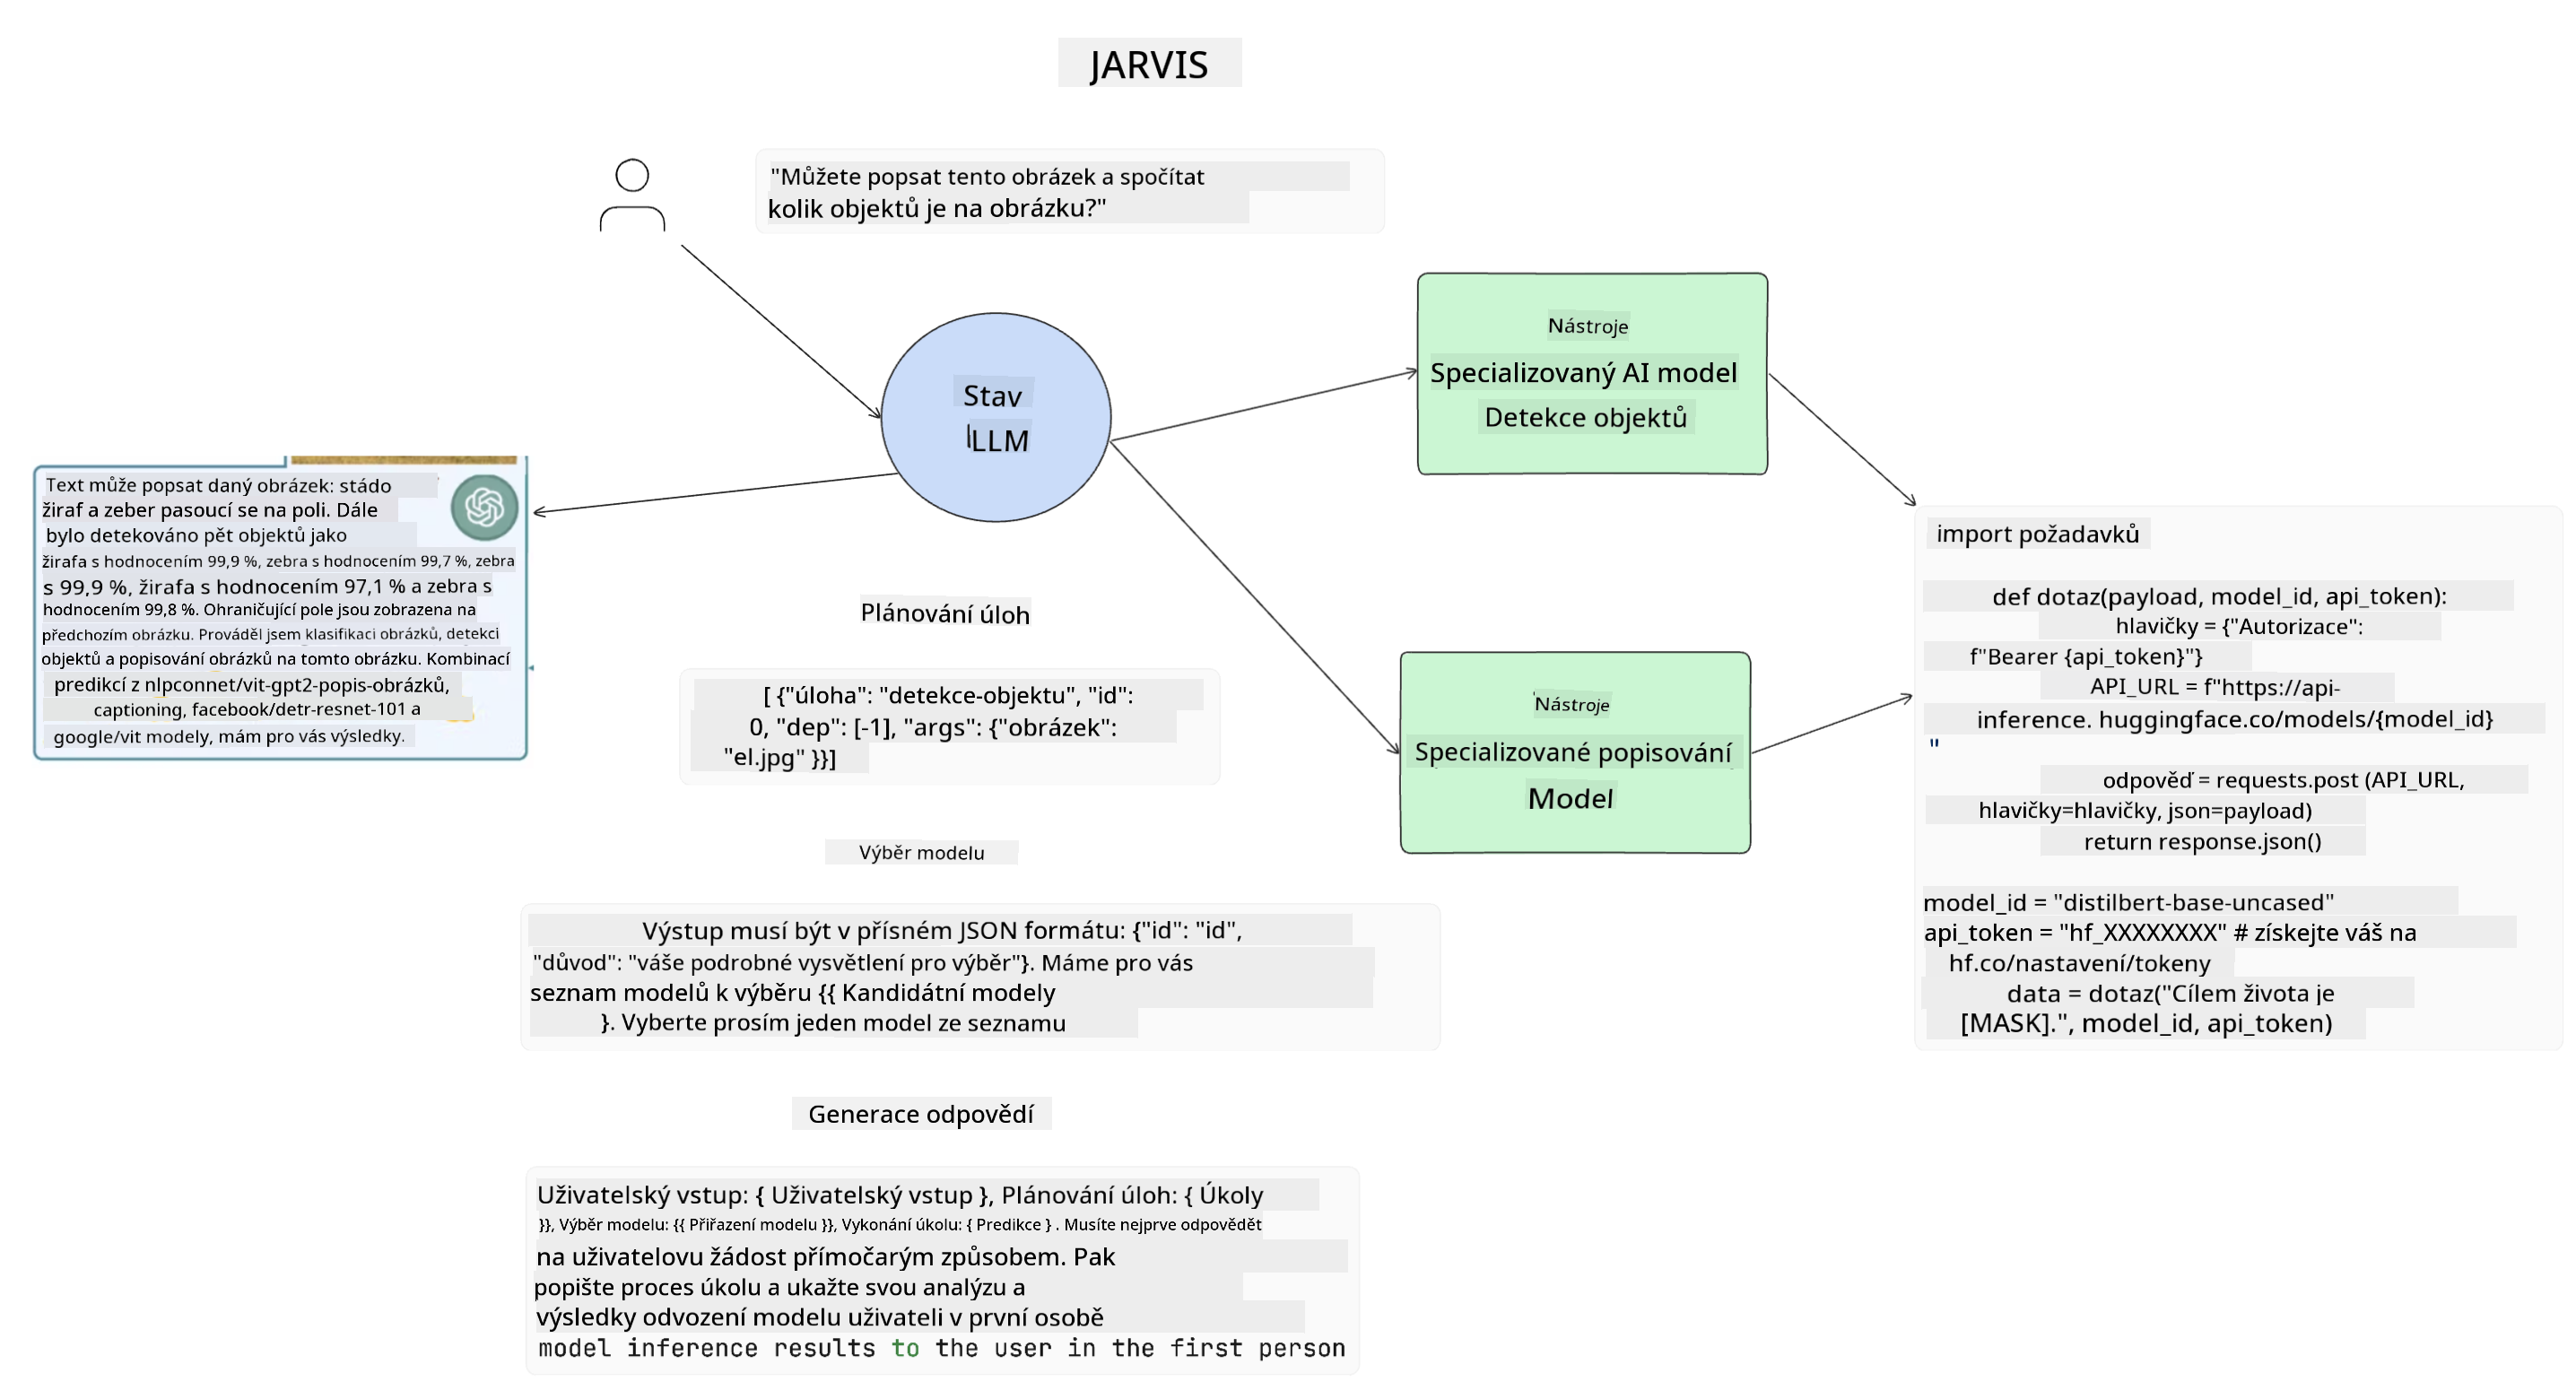 JARVIS
"Můžete popsat tento obrázek a spočítat
kolik objektů je na obrázku?"
Stav
LLM
Nástroje
Specializovaný AI model
Detekce objektů
Text může popsat daný obrázek: stádo
žiraf a zeber pasoucí se na poli. Dále
bylo detekováno pět objektů jako
žirafa s hodnocením 99,9 %, zebra s hodnocením 99,7 %, zebra
s 99,9 %, žirafa s hodnocením 97,1 % a zebra s
hodnocením 99,8 %. Ohraničující pole jsou zobrazena na
předchozím obrázku. Prováděl jsem klasifikaci obrázků, detekci
objektů a popisování obrázků na tomto obrázku. Kombinací
predikcí z nlpconnet/vit-gpt2-popis-obrázků,
captioning, facebook/detr-resnet-101 a
google/vit modely, mám pro vás výsledky.
Plánování úloh
[ {"úloha": "detekce-objektu", "id":
0, "dep": [-1], "args": {"obrázek":
"el.jpg" }}]
Nástroje
Specializované popisování
Model
import požadavků
def dotaz(payload, model_id, api_token):
hlavičky = {"Autorizace":
f"Bearer {api_token}"}
API_URL = f"https://api-
inference. huggingface.co/models/{model_id}
"
odpověď = requests.post (API_URL,
hlavičky=hlavičky, json=payload)
return response.json()
model_id = "distilbert-base-uncased"
api_token = "hf_XXXXXXXX" # získejte váš na
hf.co/nastavení/tokeny
data = dotaz("Cílem života je
[MASK].", model_id, api_token)
Výběr modelu
Výstup musí být v přísném JSON formátu: {"id": "id",
"důvod": "váše podrobné vysvětlení pro výběr"}. Máme pro vás
seznam modelů k výběru {{ Kandidátní modely
}. Vyberte prosím jeden model ze seznamu
Generace odpovědí
Uživatelský vstup: { Uživatelský vstup }, Plánování úloh: { Úkoly
}}, Výběr modelu: {{ Přiřazení modelu }}, Vykonání úkolu: { Predikce } . Musíte nejprve odpovědět
na uživatelovu žádost přímočarým způsobem. Pak
popište proces úkolu a ukažte svou analýzu a
výsledky odvození modelu uživateli v první osobě
model inference results to the user in the first person